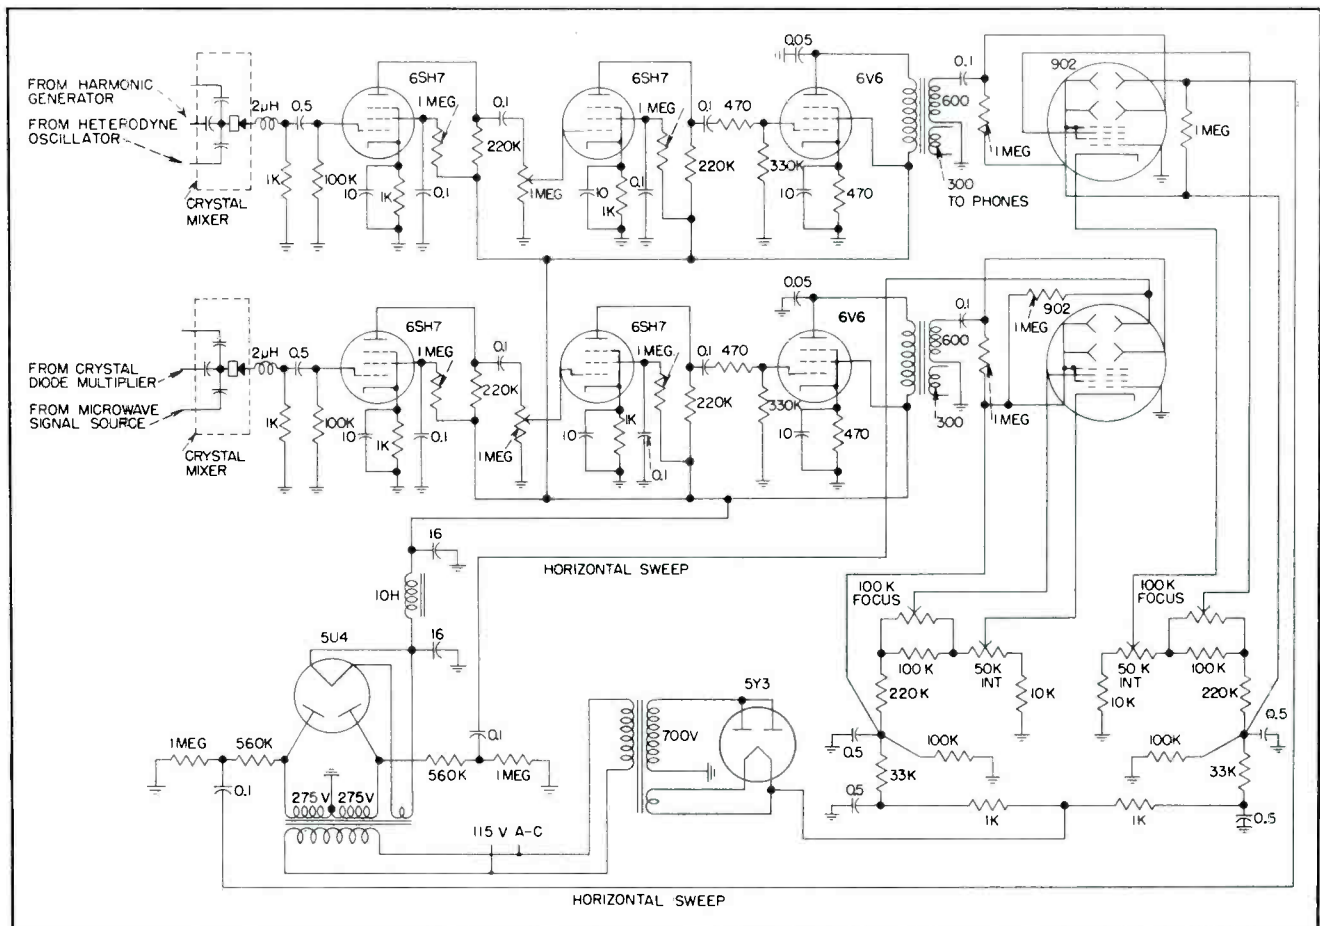 0.05
6V6
0.1
902
6SH7
6SH7
FROM HARMONIC
GENERATOR
FROM HETERODYNE
OSCILLATOR
2µH
0.5
1 MEG
0.1
220K
1 MEG
0.1
470
600
1 MEG
1 MEG
1K
100K
10
1K
0.1
1 MEG
10
1K
0.1
220K
330K
10
470
300
TO PHONES
CRYSTAL
MIXER
0.05
6V6
0.1
902
1 MEG
6SH7
6SH7
2µH
0.5
1 MEG
0.1
220K
1 MEG
0.1
470
600
FROM CRYSTAL
DIODE MULTIPLIER
FROM MICROWAVE
SIGNAL SOURCE
1K
100K
10
1K
0.1
1 MEG
10
1K
0.1
220K
330K
10
470
300
1 MEG
CRYSTAL
MIXER
16
HORIZONTAL SWEEP
10H
100K
FOCUS
100K
FOCUS
5U4
16
5Y3
100K
50K
INT
10K
220K
50K
INT
10K
100K
220K
1 MEG
560K
0.1
560K
0.1
1 MEG
700V
0.5
100K
33K
100K
33K
0.5
275V
275V
115 V A-C
0.5
1K
1K
0.5
HORIZONTAL SWEEP